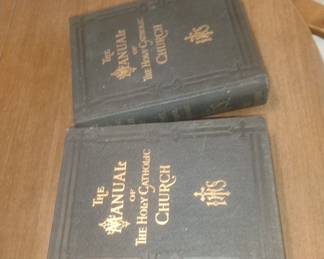 THE
MANUAL
OF
THE HOLY CATHOLIC
CHURCH
IHS
THE
MANUAL
OF
THE HOLY CATHOLIC
CHURCH
IHS